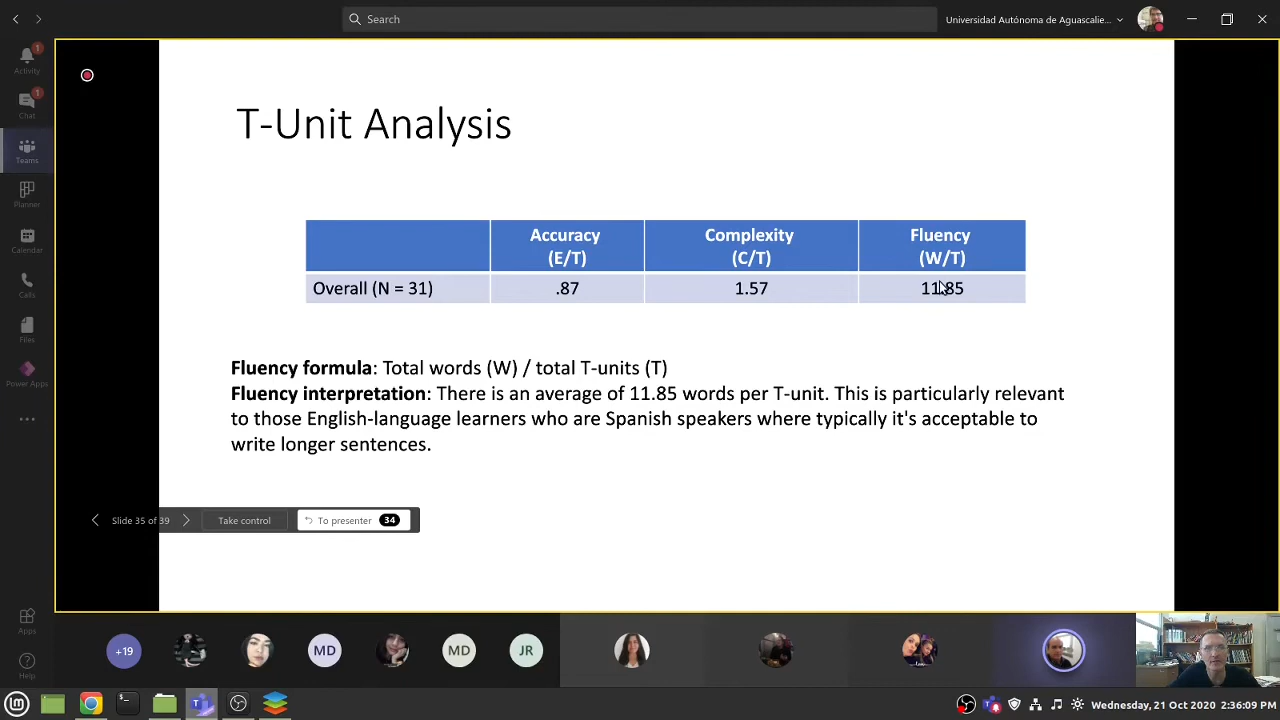 Search
Universidad Autónoma de Aguascalie...
Activity
1
Chat
1
Teams
Planner
Calendar
Calls
Files
Power Apps
Apps
Help
T-Unit Analysis
Accuracy (E/T)
Complexity (C/T)
Fluency (W/T)
Overall (N = 31) .87 1.57 11.85
Fluency formula: Total words (W) / total T-units (T)
Fluency interpretation: There is an average of 11.85 words per T-unit. This is particularly relevant
to those English-language learners who are Spanish speakers where typically it's acceptable to
write longer sentences.
Slide 35 of 39
Take control
To presenter 34
+19
MD
MD
JR
Wednesday, 21 Oct 2020 2:36:09 PM